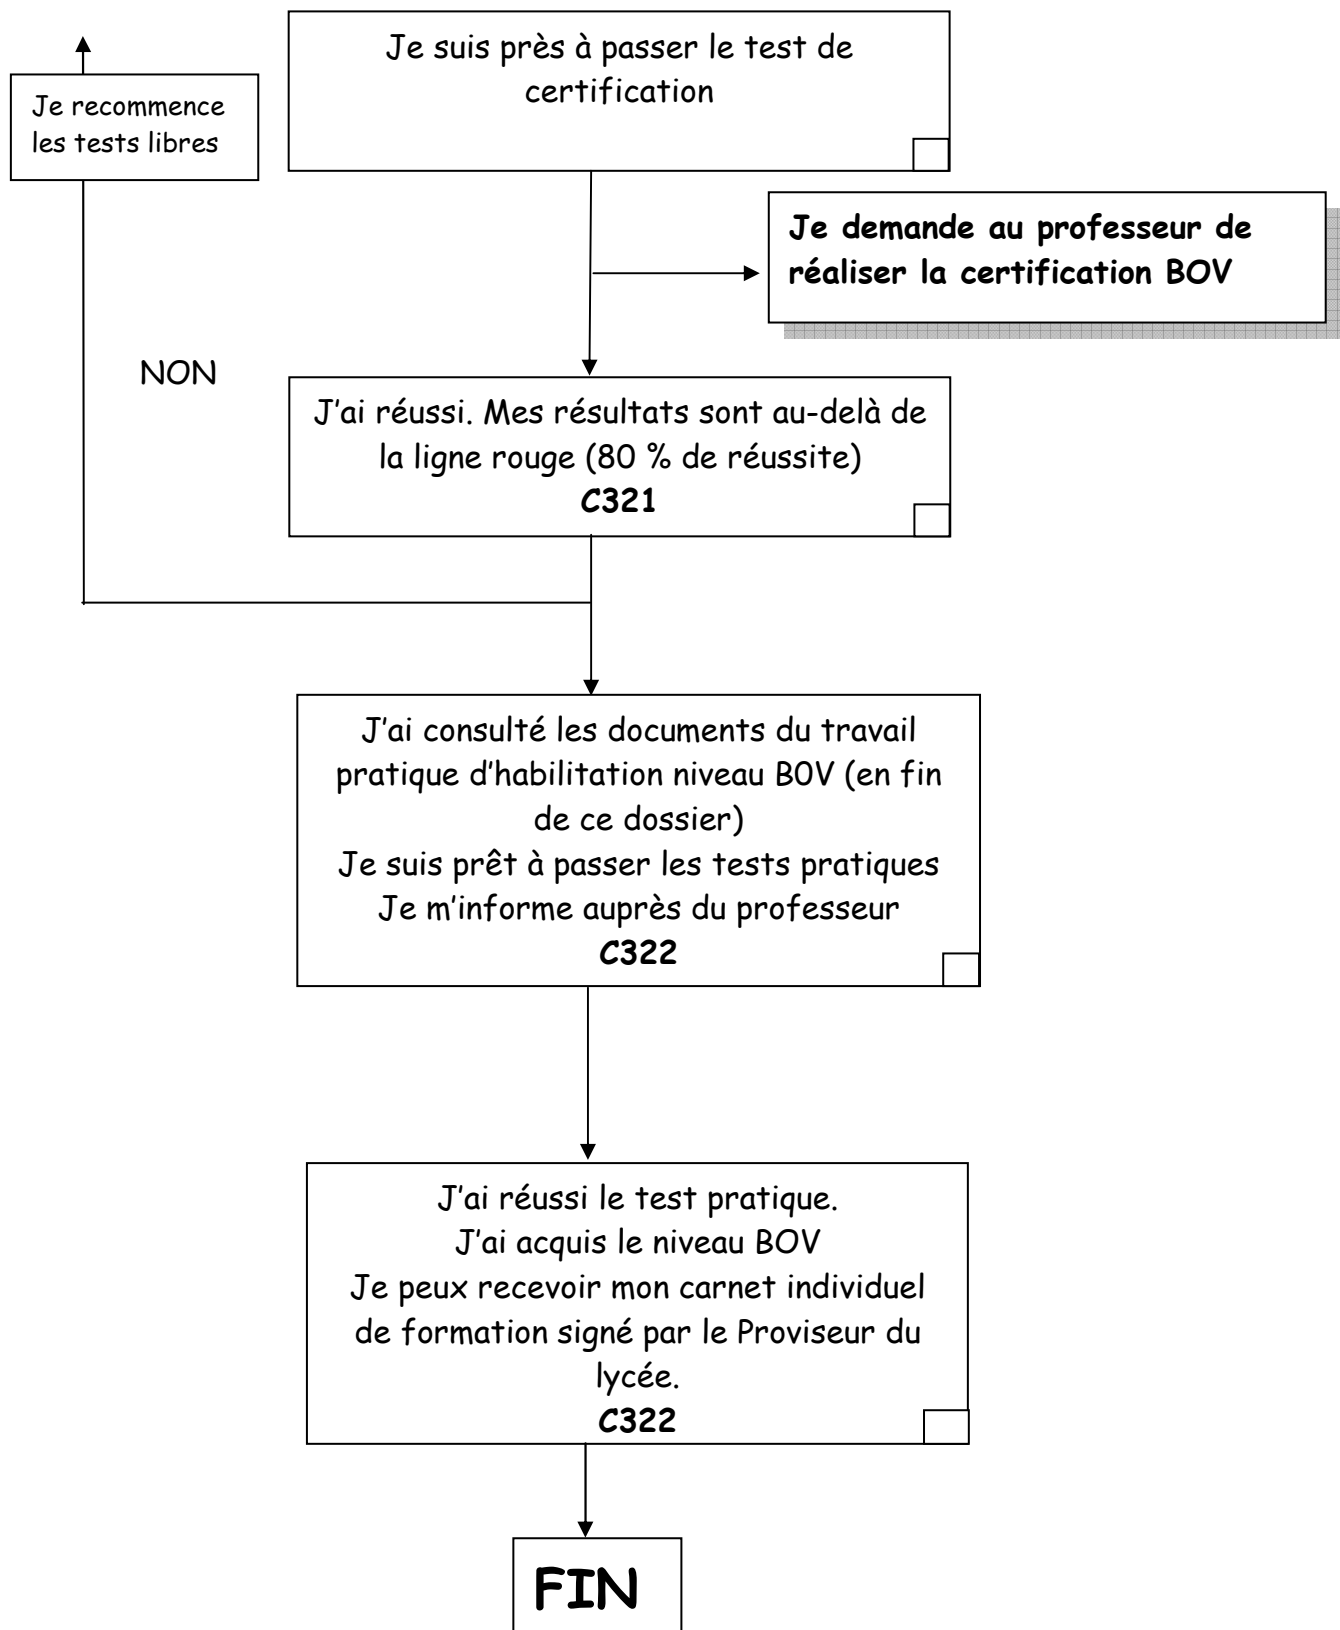 Je suis près à passer le test de
certification
Je recommence
les tests libres
Je demande au professeur de
réaliser la certification BOV
NON
J'ai réussi. Mes résultats sont au-delà de
la ligne rouge (80 % de réussite)
C321
J'ai consulté les documents du travail
pratique d'habilitation niveau B0V (en fin
de ce dossier)
Je suis prêt à passer les tests pratiques
Je m'informe auprès du professeur
C322
J'ai réussi le test pratique.
J'ai acquis le niveau BOV
Je peux recevoir mon carnet individuel
de formation signé par le Proviseur du
lycée.
C322
FIN